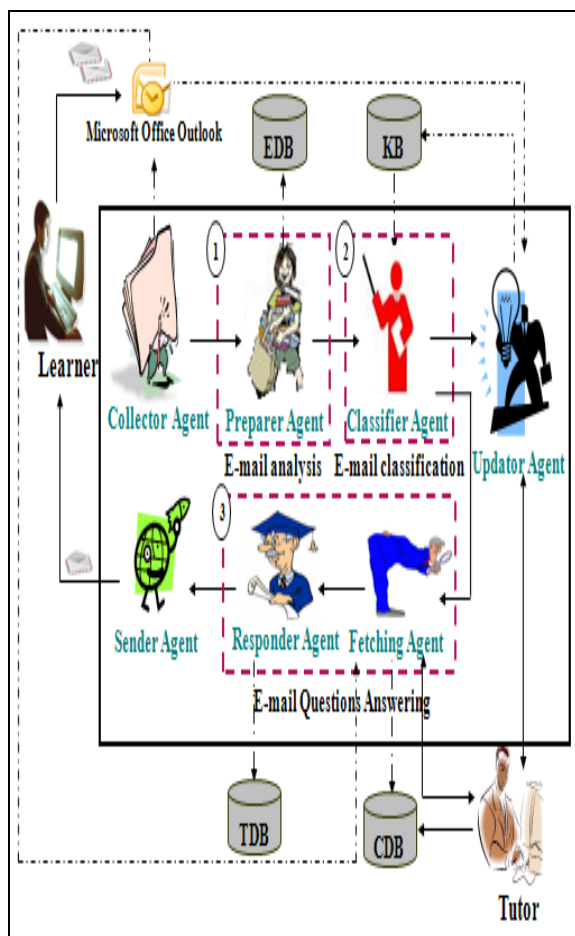 Microsoft Office Outlook
EDB
KB
1
2
Learner
Collector Agent
Preparer Agent
Classifier Agent
Updator Agent
E-mail analysis
E-mail classification
3
Sender Agent
Responder Agent
Fetching Agent
E-mail Questions Answering
TDB
CDB
Tutor